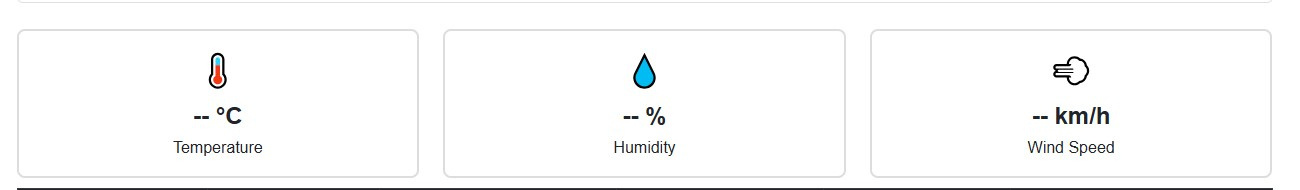 -- °C
Temperature
-- %
Humidity
-- km/h
Wind Speed